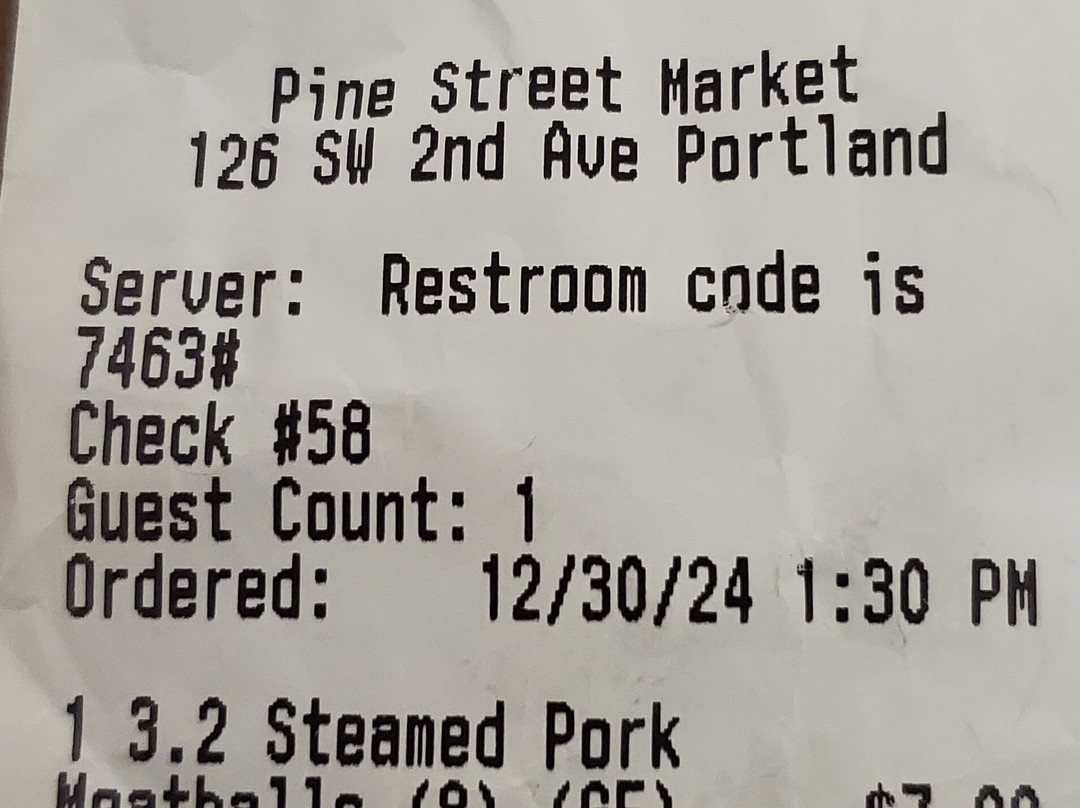 Pine Street Market
126 SW 2nd Ave Portland
Server: Restroom code is
7463#
Check #58
Guest Count: 1
Ordered: 12/30/24 1:30 PM
1 3.2 Steamed Pork
Meatballs